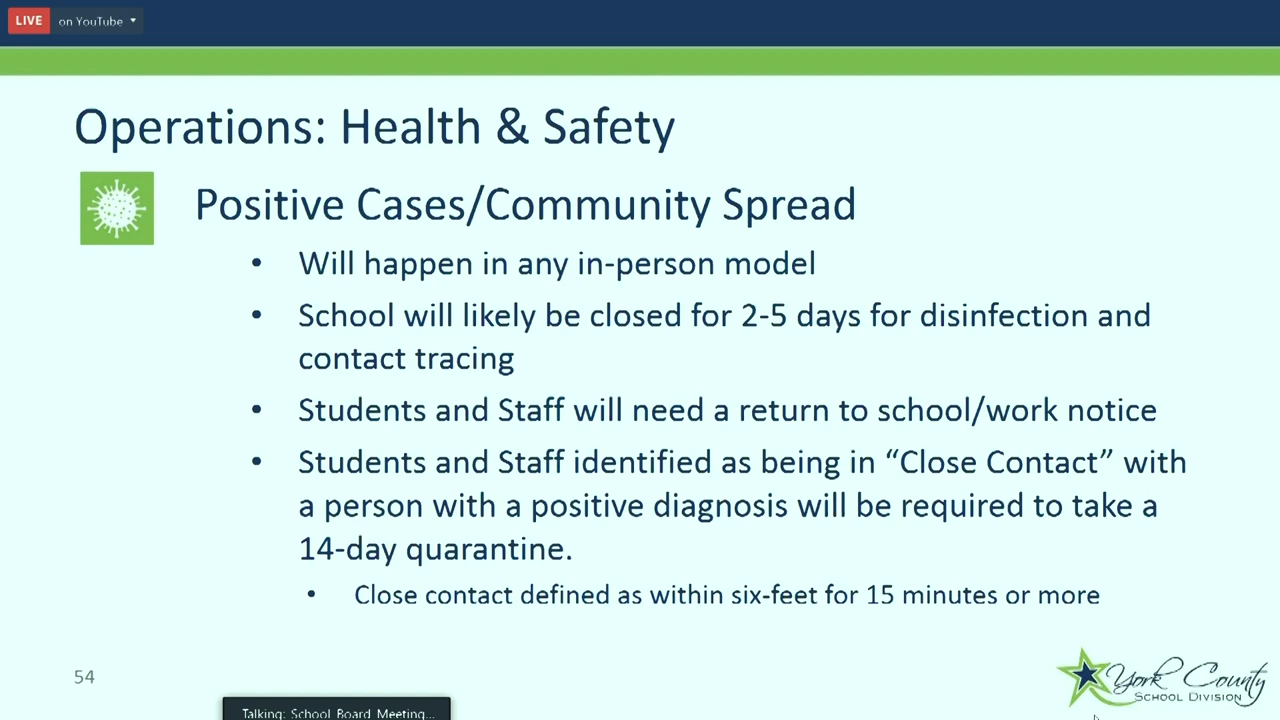 LIVE on YouTube
Operations: Health & Safety
Positive Cases/Community Spread
• Will happen in any in-person model
• School will likely be closed for 2-5 days for disinfection and
contact tracing
• Students and Staff will need a return to school/work notice
• Students and Staff identified as being in “Close Contact” with
a person with a positive diagnosis will be required to take a
14-day quarantine.
• Close contact defined as within six-feet for 15 minutes or more
54
York County
SCHOOL DIVISION
Talking: School Board Meeting...